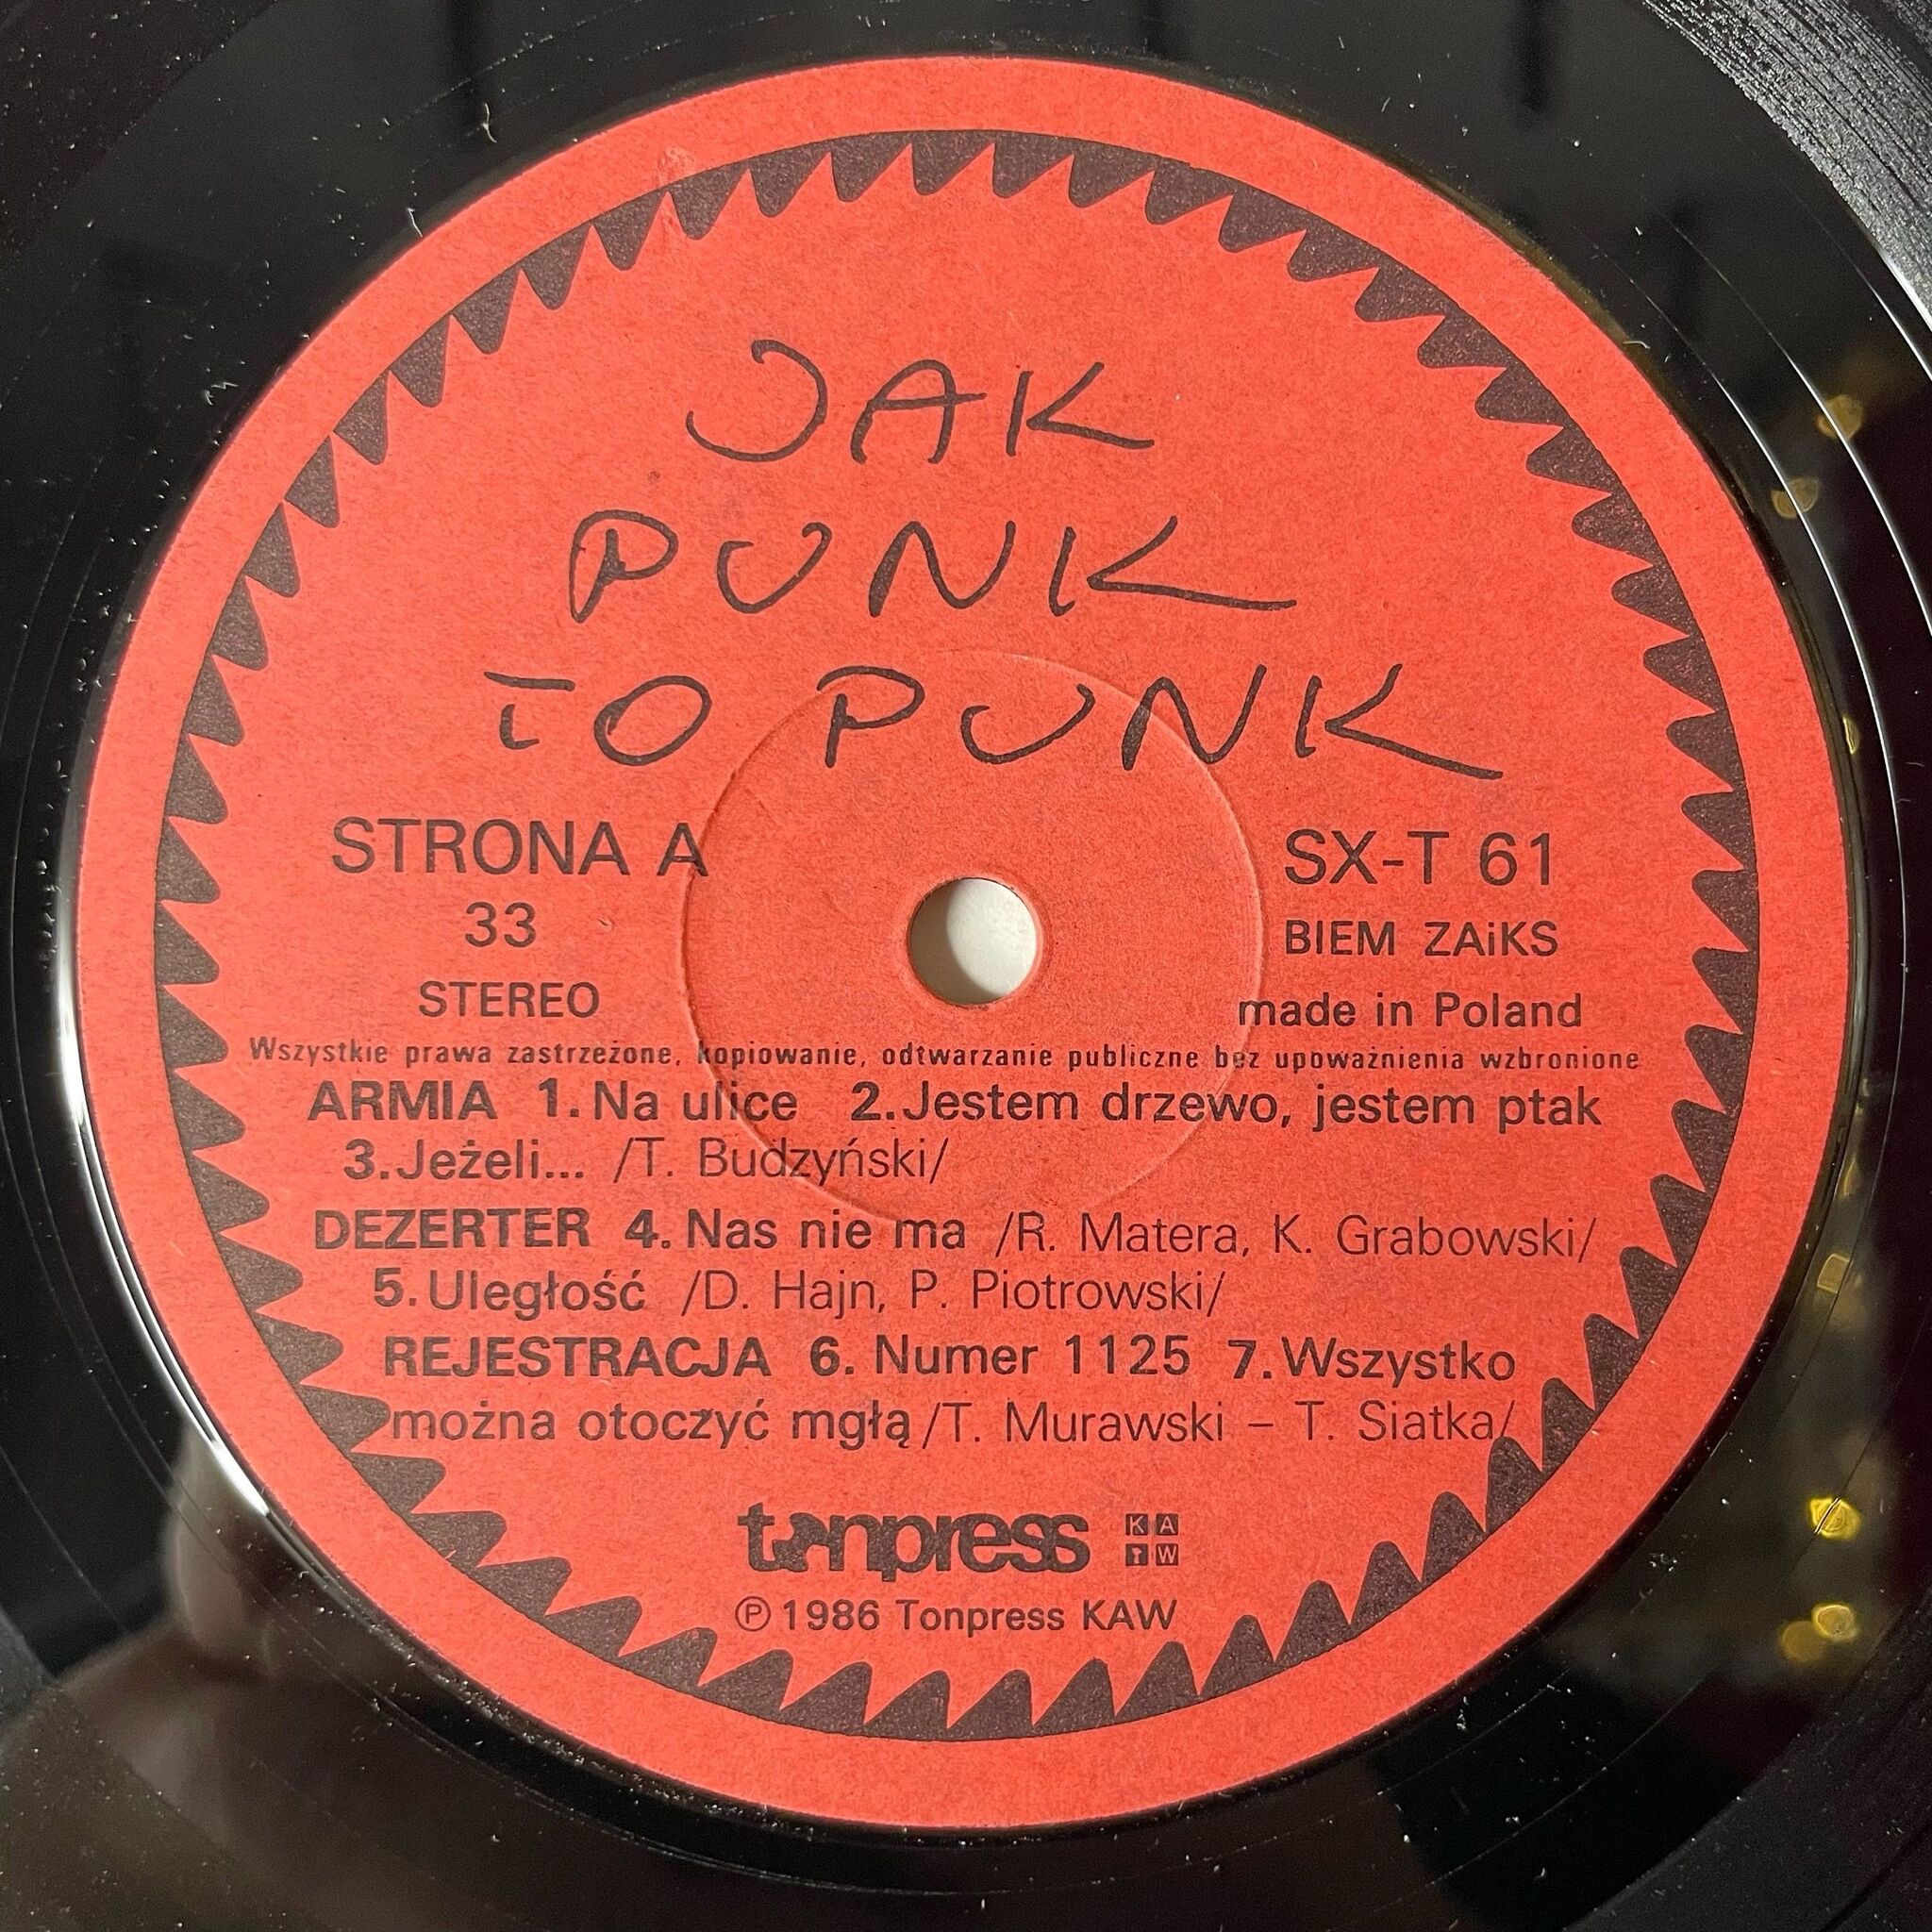 JAK
PUNK
TO PUNK
STRONA A
33
STEREO
SX-T 61
BIEM ZAiKS
made in Poland
Wszystkie prawa zastrzeżone, kopiowanie, odtwarzanie publiczne bez upoważnienia wzbronione
ARMIA 1. Na ulice 2. Jestem drzewo, jestem ptak
3. Jeżeli... /T. Budzyński/
DEZERTER 4. Nas nie ma /R. Matera, K. Grabowski/
5. Uległość /D. Hajn, P. Piotrowski/
REJESTRACJA 6. Numer 1125 7. Wszystko
można otoczyć mgłą /T. Murawski – T. Siatka/
tonpress KAW
℗ 1986 Tonpress KAW